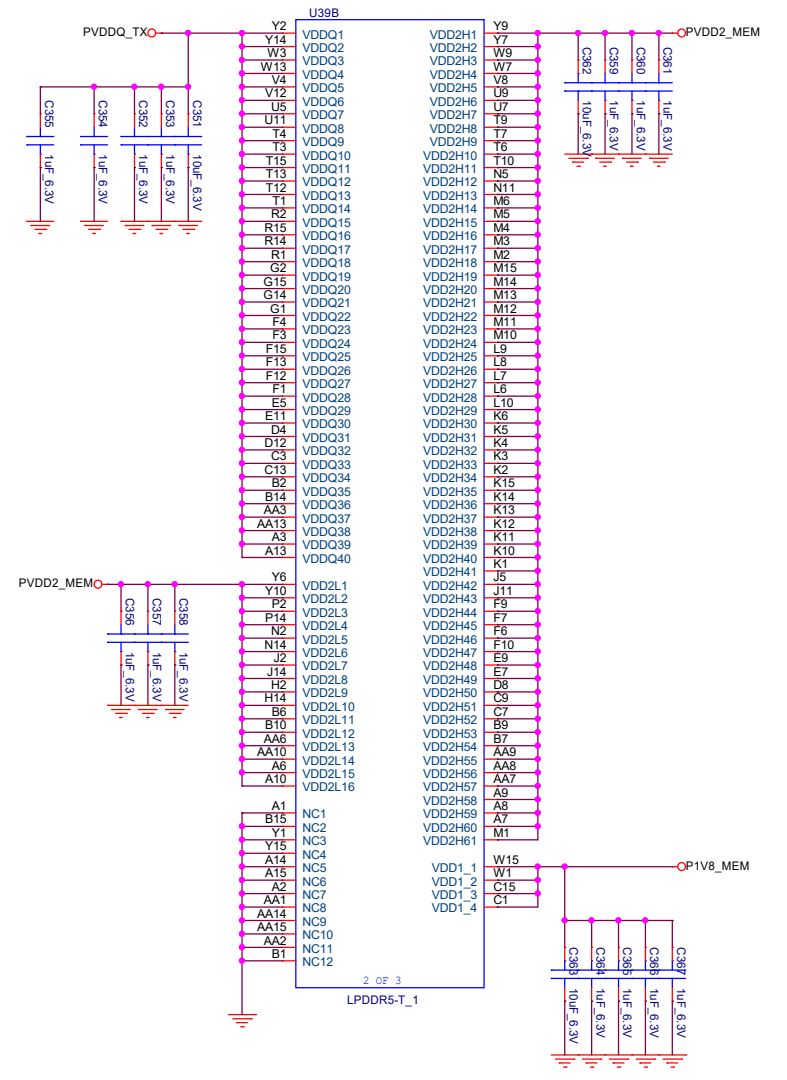 U39B
PVDDQ_TX
PVDD2_MEM
Y2 VDDQ1 VDD2H1 Y9
Y14 VDDQ2 VDD2H2 Y7
W3 VDDQ3 VDD2H3 W9
W13 VDDQ4 VDD2H4 W7
V4 VDDQ5 VDD2H5 V8
V12 VDDQ6 VDD2H6 U9
U5 VDDQ7 VDD2H7 U7
U11 VDDQ8 VDD2H8 T9
T4 VDDQ9 VDD2H9 T7
T3 VDDQ10 VDD2H10 T6
T15 VDDQ11 VDD2H11 T10
T13 VDDQ12 VDD2H12 N5
T12 VDDQ13 VDD2H13 N11
T1 VDDQ14 VDD2H14 M6
R2 VDDQ15 VDD2H15 M5
R15 VDDQ16 VDD2H16 M4
R14 VDDQ17 VDD2H17 M3
R1 VDDQ18 VDD2H18 M2
G2 VDDQ19 VDD2H19 M15
G15 VDDQ20 VDD2H20 M14
G14 VDDQ21 VDD2H21 M13
G1 VDDQ22 VDD2H22 M12
F4 VDDQ23 VDD2H23 M11
F3 VDDQ24 VDD2H24 M10
F15 VDDQ25 VDD2H25 L9
F13 VDDQ26 VDD2H26 L8
F12 VDDQ27 VDD2H27 L7
F1 VDDQ28 VDD2H28 L6
E5 VDDQ29 VDD2H29 L10
E11 VDDQ30 VDD2H30 K6
D4 VDDQ31 VDD2H31 K5
D12 VDDQ32 VDD2H32 K4
C3 VDDQ33 VDD2H33 K3
C13 VDDQ34 VDD2H34 K2
B2 VDDQ35 VDD2H35 K15
B14 VDDQ36 VDD2H36 K14
AA3 VDDQ37 VDD2H37 K13
AA13 VDDQ38 VDD2H38 K12
A3 VDDQ39 VDD2H39 K11
A13 VDDQ40 VDD2H40 K10
VDD2H41 K1
PVDD2_MEM
Y6 VDD2L1 VDD2H42 J5
Y10 VDD2L2 VDD2H43 J11
P2 VDD2L3 VDD2H44 F9
P14 VDD2L4 VDD2H45 F7
N2 VDD2L5 VDD2H46 F6
N14 VDD2L6 VDD2H47 F10
J2 VDD2L7 VDD2H48 E9
J14 VDD2L8 VDD2H49 E7
H2 VDD2L9 VDD2H50 D8
H14 VDD2L10 VDD2H51 C9
B6 VDD2L11 VDD2H52 C7
B10 VDD2L12 VDD2H53 B9
AA6 VDD2L13 VDD2H54 B7
AA10 VDD2L14 VDD2H55 AA9
A6 VDD2L15 VDD2H56 AA8
A10 VDD2L16 VDD2H57 AA7
VDD2H58 A9
A1 NC1 VDD2H59 A8
B15 NC2 VDD2H60 A7
Y1 NC3 VDD2H61 M1
Y15 NC4
A14 NC5 VDD1_1 W15
P1V8_MEM
A15 NC6 VDD1_2 W1
A2 NC7 VDD1_3 C15
AA1 NC8 VDD1_4 C1
AA14 NC9
AA15 NC10
AA2 NC11
B1 NC12
2 OF 3
LPDDR5-T_1
C355 1uF_6.3V
C354 1uF_6.3V
C352 1uF_6.3V
C353 1uF_6.3V
C351 10uF_6.3V
C362 10uF_6.3V
C359 1uF_6.3V
C360 1uF_6.3V
C361 1uF_6.3V
C356 1uF_6.3V
C357 1uF_6.3V
C358 1uF_6.3V
C363 10uF_6.3V
C364 1uF_6.3V
C365 1uF_6.3V
C366 1uF_6.3V
C367 1uF_6.3V